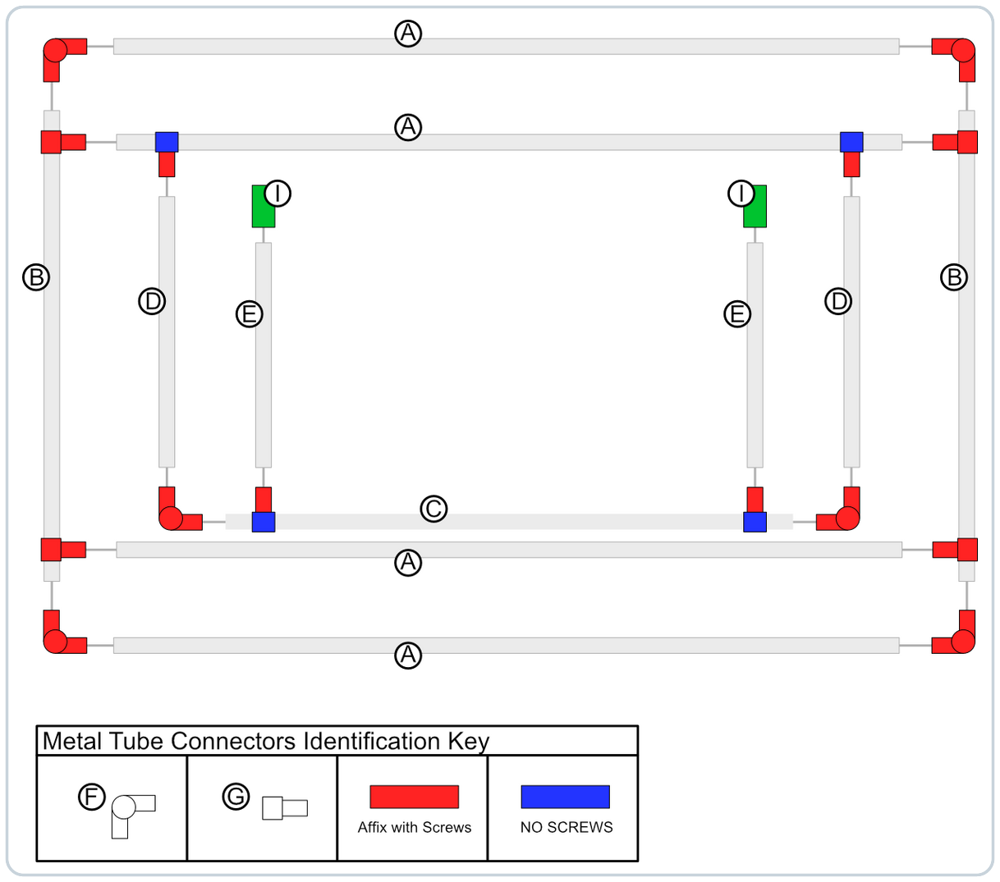 A
A
I
I
B
B
D
D
E
E
C
A
A
Metal Tube Connectors Identification Key
F
G
Affix with Screws
NO SCREWS